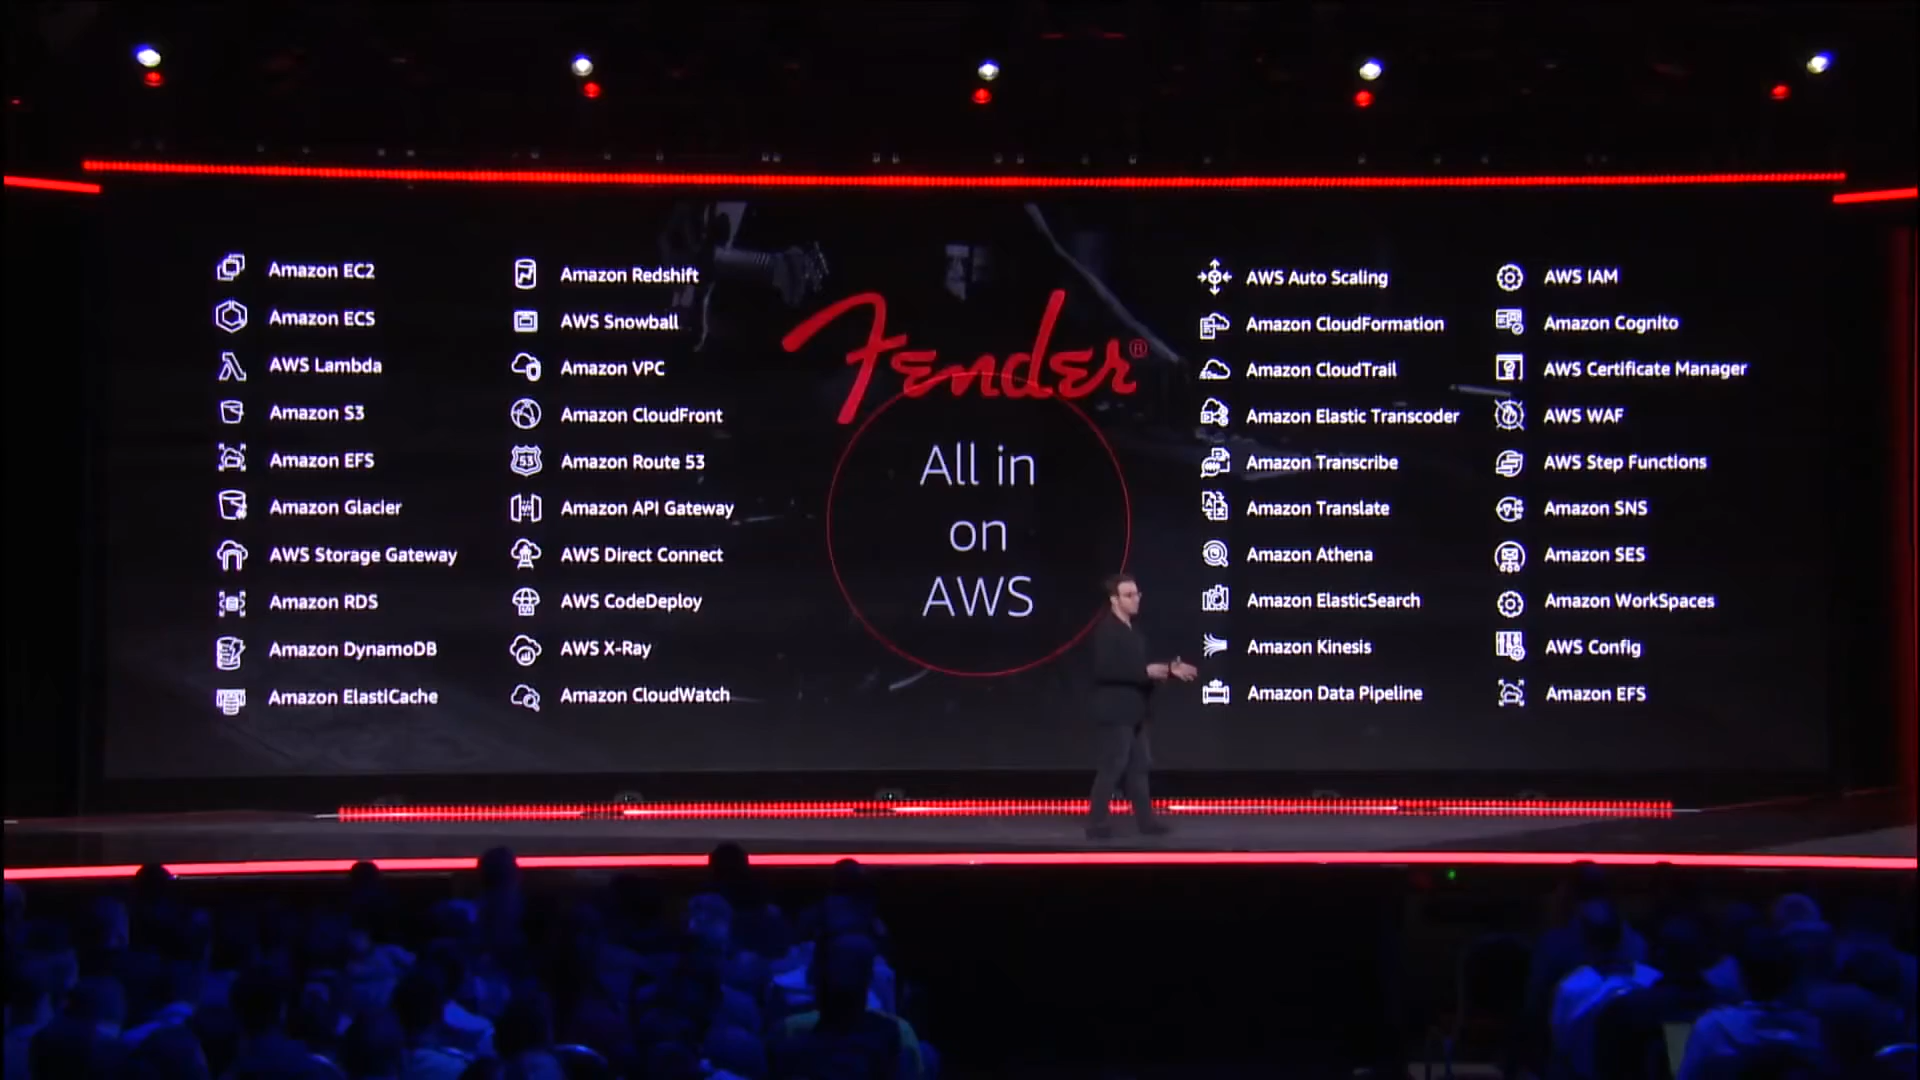 Amazon EC2
Amazon ECS
AWS Lambda
Amazon S3
Amazon EFS
Amazon Glacier
AWS Storage Gateway
Amazon RDS
Amazon DynamoDB
Amazon ElastiCache
Amazon Redshift
AWS Snowball
Amazon VPC
Amazon CloudFront
53
Amazon Route 53
Amazon API Gateway
AWS Direct Connect
AWS CodeDeploy
AWS X-Ray
Amazon CloudWatch
Fender®
All in
on
AWS
AWS Auto Scaling
Amazon CloudFormation
Amazon CloudTrail
Amazon Elastic Transcoder
Amazon Transcribe
Amazon Translate
Amazon Athena
Amazon ElasticSearch
Amazon Kinesis
Amazon Data Pipeline
AWS IAM
Amazon Cognito
AWS Certificate Manager
AWS WAF
AWS Step Functions
Amazon SNS
Amazon SES
Amazon WorkSpaces
AWS Config
Amazon EFS